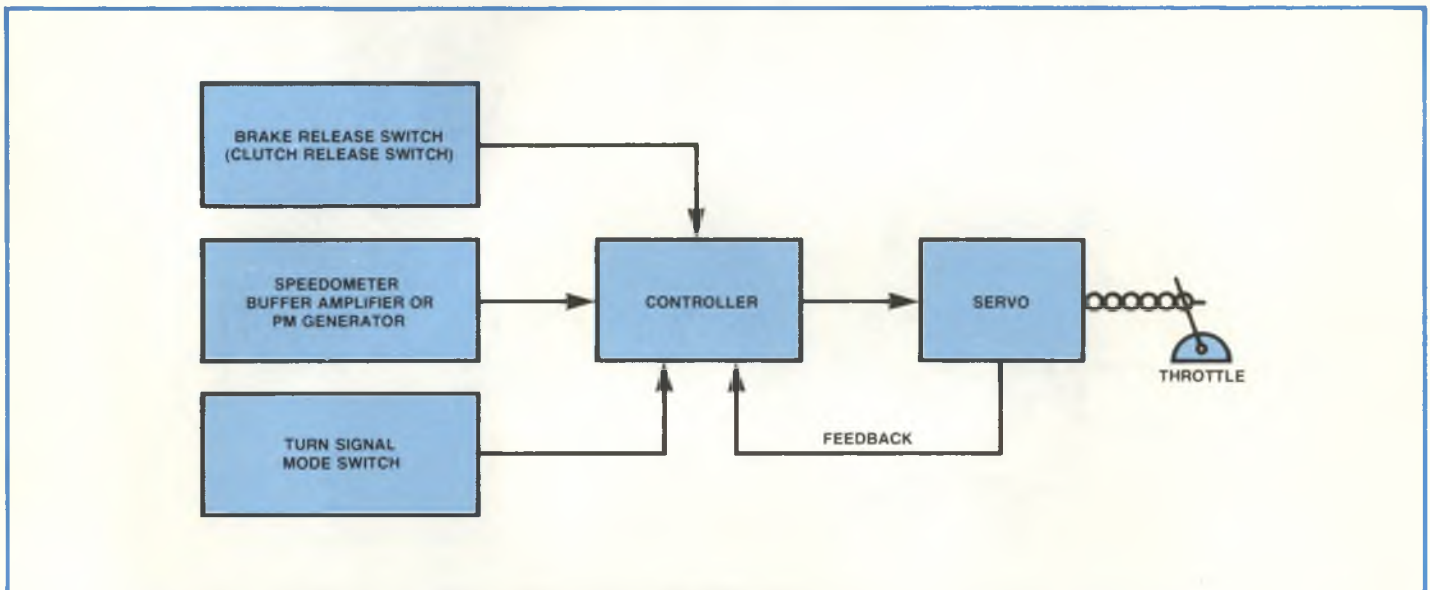 BRAKE RELEASE SWITCH
(CLUTCH RELEASE SWITCH)
SPEEDOMETER
BUFFER AMPLIFIER OR
PM GENERATOR
CONTROLLER
SERVO
THROTTLE
TURN SIGNAL
MODE SWITCH
FEEDBACK